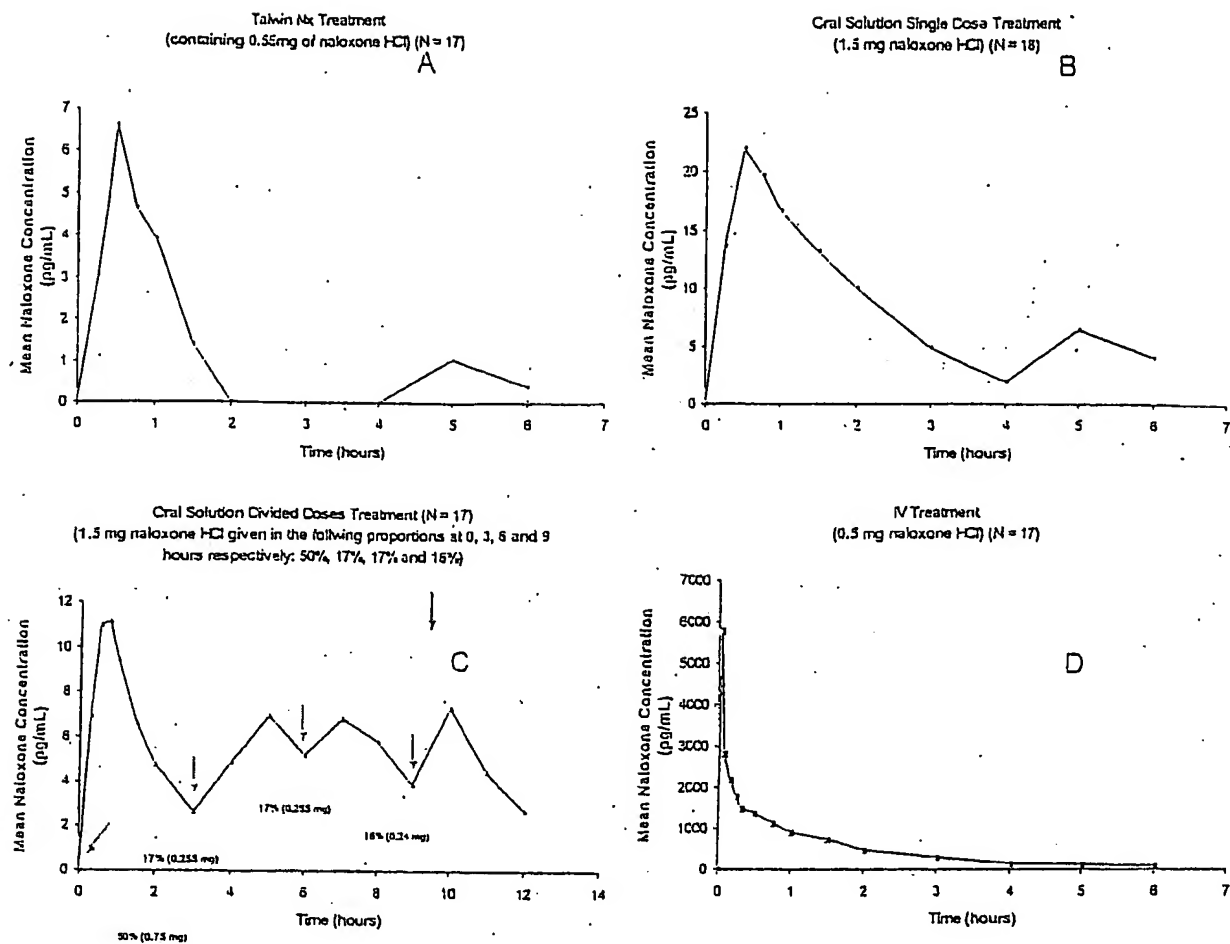 Talwin Nx Treatment
(containing 0.55mg of naloxone HCl) (N = 17)
A
Mean Naloxone Concentration
(pg/mL)
7
6
5
4
3
2
1
0
0 1 2 3 4 5 6 7
Time (hours)
Oral Solution Single Dose Treatment
(1.5 mg naloxone HCl) (N = 18)
B
Mean Naloxone Concentration
(pg/mL)
25
20
15
10
5
0
0 1 2 3 4 5 6 7
Time (hours)
Oral Solution Divided Doses Treatment (N = 17)
(1.5 mg naloxone HCl given in the follwing proportions at 0, 3, 6 and 9
hours respectively: 50%, 17%, 17% and 16%)
C
Mean Naloxone Concentration
(pg/mL)
12
10
8
6
4
2
0
17% (0.255 mg)
16% (0.24 mg)
17% (0.255 mg)
0 2 4 6 8 10 12 14
Time (hours)
50% (0.75 mg)
IV Treatment
(0.5 mg naloxone HCl) (N = 17)
D
Mean Naloxone Concentration
(pg/mL)
7000
6000
5000
4000
3000
2000
1000
0
0 1 2 3 4 5 6 7
Time (hours)